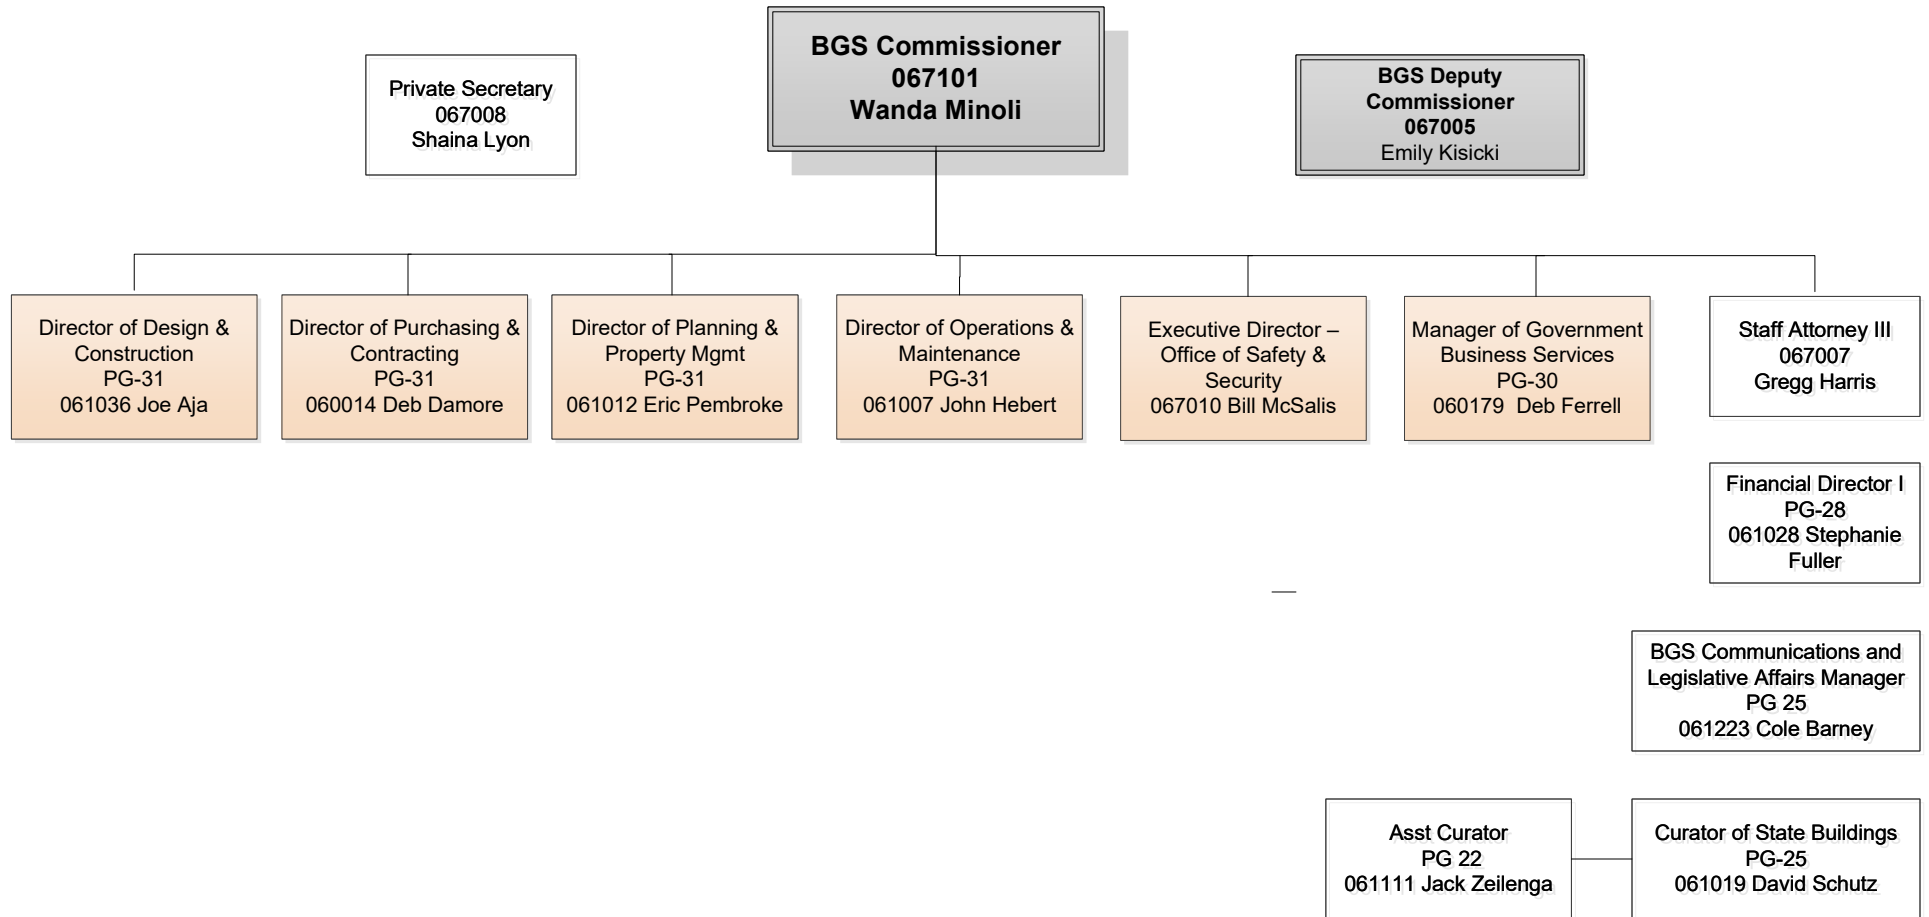 BGS Commissioner
067101
Wanda Minoli
Private Secretary
067008
Shaina Lyon
BGS Deputy
Commissioner
067005
Emily Kisicki
Director of Design &
Construction
PG-31
061036 Joe Aja
Director of Purchasing &
Contracting
PG-31
060014 Deb Damore
Director of Planning &
Property Mgmt
PG-31
061012 Eric Pembroke
Director of Operations &
Maintenance
PG-31
061007 John Hebert
Executive Director –
Office of Safety &
Security
067010 Bill McSalis
Manager of Government
Business Services
PG-30
060179  Deb Ferrell
Staff Attorney III
067007
Gregg Harris
Financial Director I
PG-28
061028 Stephanie
Fuller
BGS Communications and
Legislative Affairs Manager
PG 25
061223 Cole Barney
Asst Curator
PG 22
061111 Jack Zeilenga
Curator of State Buildings
PG-25
061019 David Schutz